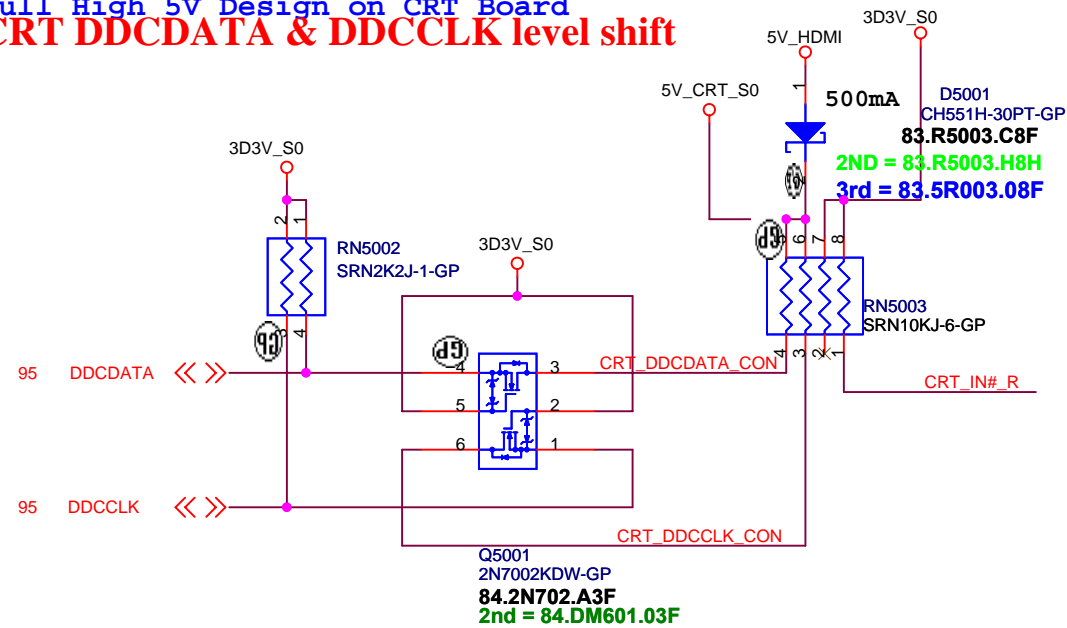 ull High 5V Design on CRT Board
CRT DDCDATA & DDCCLK level shift
3D3V_S0
5V_HDMI
5V_CRT_S0
1
500mA
D5001
CH551H-30PT-GP
83.R5003.C8F
2ND = 83.R5003.H8H
3rd = 83.5R003.08F
3D3V_S0
2 1
RN5002
SRN2K2J-1-GP
3 4
GP
3D3V_S0
GP
5 6 7 8
RN5003
SRN10KJ-6-GP
4 3 2 1
GP
4 3
CRT_DDCDATA_CON
95 DDCDATA
CRT_IN#_R
5 2
6 1
95 DDCCLK
CRT_DDCCLK_CON
Q5001
2N7002KDW-GP
84.2N702.A3F
2nd = 84.DM601.03F